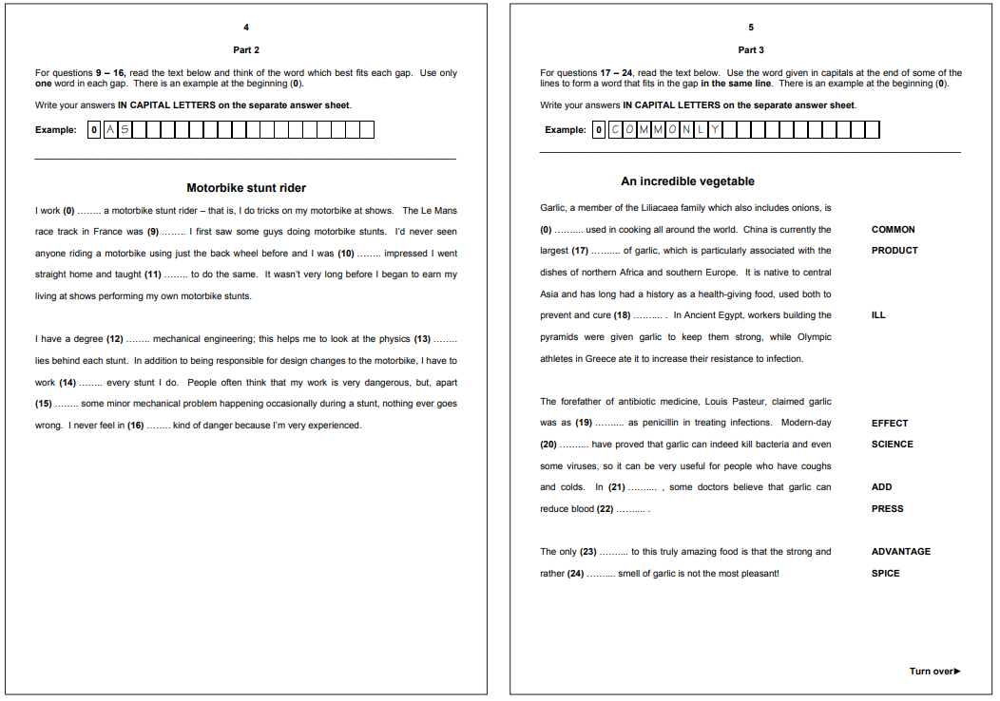 4
Part 2
For questions 9 – 16, read the text below and think of the word which best fits each gap. Use only
one word in each gap. There is an example at the beginning (0).
Write your answers IN CAPITAL LETTERS on the separate answer sheet.
Example: 0 A S
Motorbike stunt rider
I work (0) …….. a motorbike stunt rider – that is, I do tricks on my motorbike at shows. The Le Mans
race track in France was (9) …….. I first saw some guys doing motorbike stunts. I’d never seen
anyone riding a motorbike using just the back wheel before and I was (10) …….. impressed I went
straight home and taught (11) …….. to do the same. It wasn’t very long before I began to earn my
living at shows performing my own motorbike stunts.
I have a degree (12) …….. mechanical engineering; this helps me to look at the physics (13) ……..
lies behind each stunt. In addition to being responsible for design changes to the motorbike, I have to
work (14) …….. every stunt I do. People often think that my work is very dangerous, but, apart
(15) …….. some minor mechanical problem happening occasionally during a stunt, nothing ever goes
wrong. I never feel in (16) …….. kind of danger because I’m very experienced.
5
Part 3
For questions 17 – 24, read the text below. Use the word given in capitals at the end of some of the
lines to form a word that fits in the gap in the same line. There is an example at the beginning (0).
Write your answers IN CAPITAL LETTERS on the separate answer sheet.
Example: 0 C O M M O N L Y
An incredible vegetable
Garlic, a member of the Liliacaea family which also includes onions, is
(0) ………. used in cooking all around the world. China is currently the COMMON
largest (17) ………. of garlic, which is particularly associated with the PRODUCT
dishes of northern Africa and southern Europe. It is native to central
Asia and has long had a history as a health-giving food, used both to
prevent and cure (18) ………. . In Ancient Egypt, workers building the ILL
pyramids were given garlic to keep them strong, while Olympic
athletes in Greece ate it to increase their resistance to infection.
The forefather of antibiotic medicine, Louis Pasteur, claimed garlic
was as (19) ………. as penicillin in treating infections. Modern-day EFFECT
(20) ………. have proved that garlic can indeed kill bacteria and even SCIENCE
some viruses, so it can be very useful for people who have coughs
and colds. In (21) ………. , some doctors believe that garlic can ADD
reduce blood (22) ………. . PRESS
The only (23) ………. to this truly amazing food is that the strong and ADVANTAGE
rather (24) ………. smell of garlic is not the most pleasant! SPICE
Turn over►